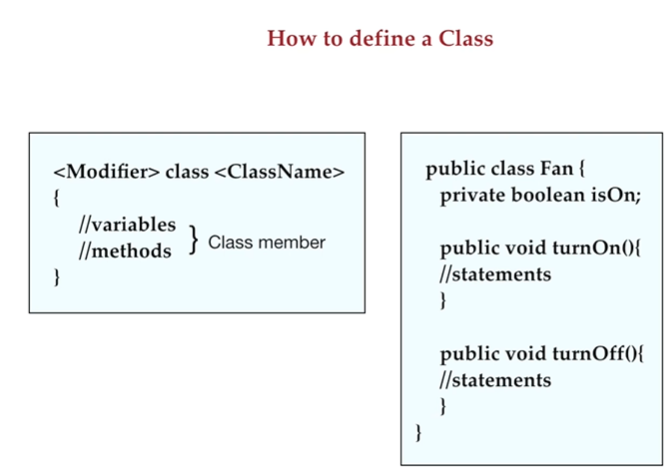 How to define a Class
<Modifier> class <ClassName>
{
//variables
//methods
} Class member
}
public class Fan {
private boolean isOn;
public void turnOn(){
//statements
}
public void turnOff(){
//statements
}
}